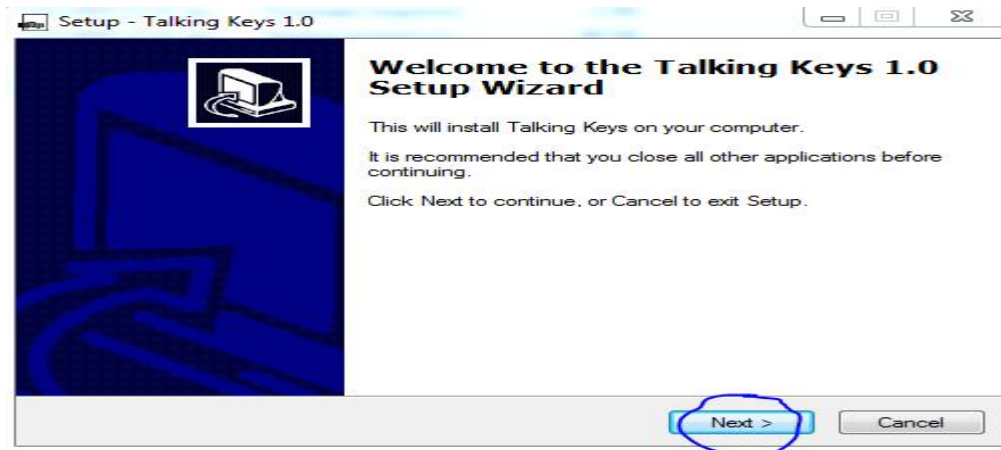 Setup - Talking Keys 1.0
Welcome to the Talking Keys 1.0
Setup Wizard
This will install Talking Keys on your computer.
It is recommended that you close all other applications before
continuing.
Click Next to continue, or Cancel to exit Setup.
Next >
Cancel